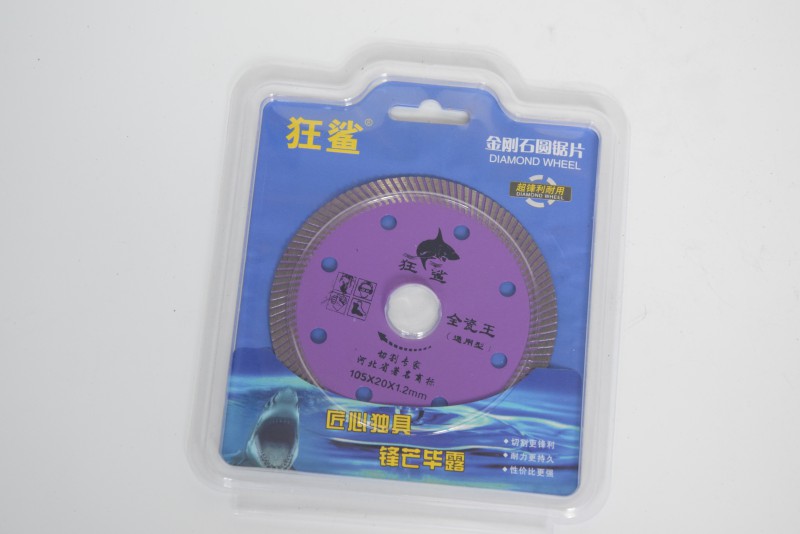 狂鲨®
金刚石圆锯片
DIAMOND WHEEL
超锋利耐用
DIAMOND WHEEL
狂鲨
全瓷王
(通用型)
切割专家
河北省著名商标
105X20X1.2mm
匠心独具
锋芒毕露
切割更锋利
耐力更持久
性价比更强